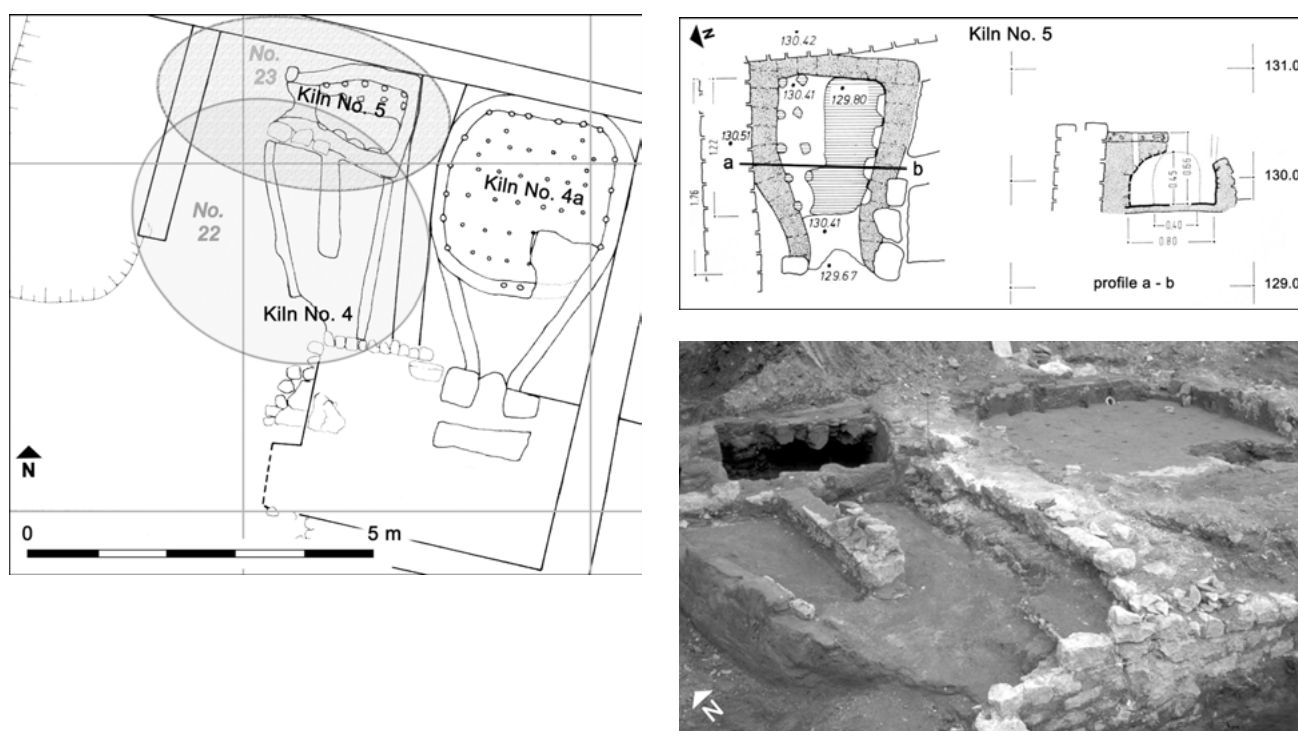 No.
23
Kiln No. 5
Kiln No. 4a
No.
22
Kiln No. 4
N
0
5 m
N
Kiln No. 5
130.42
130.41
129.80
130.51
1.22
1.76
a
b
130.41
129.67
131.0
130.0
129.0
0.45
0.66
0.40
0.80
profile a - b
N